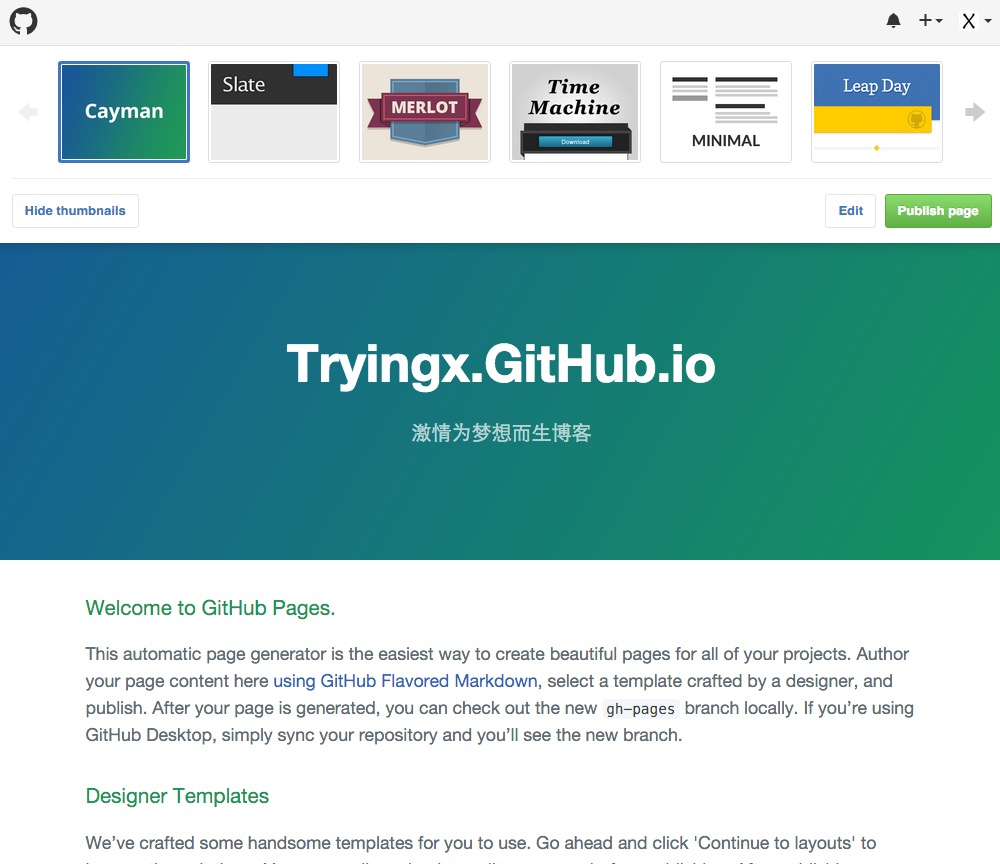 X
Cayman
Slate
MERLOT
Time
Machine
Download
MINIMAL
Leap Day
Hide thumbnails
Edit
Publish page
Tryingx.GitHub.io
激情为梦想而生博客
Welcome to GitHub Pages.
This automatic page generator is the easiest way to create beautiful pages for all of your projects. Author
your page content here using GitHub Flavored Markdown, select a template crafted by a designer, and
publish. After your page is generated, you can check out the new gh-pages branch locally. If you’re using
GitHub Desktop, simply sync your repository and you’ll see the new branch.
Designer Templates
We’ve crafted some handsome templates for you to use. Go ahead and click 'Continue to layouts' to